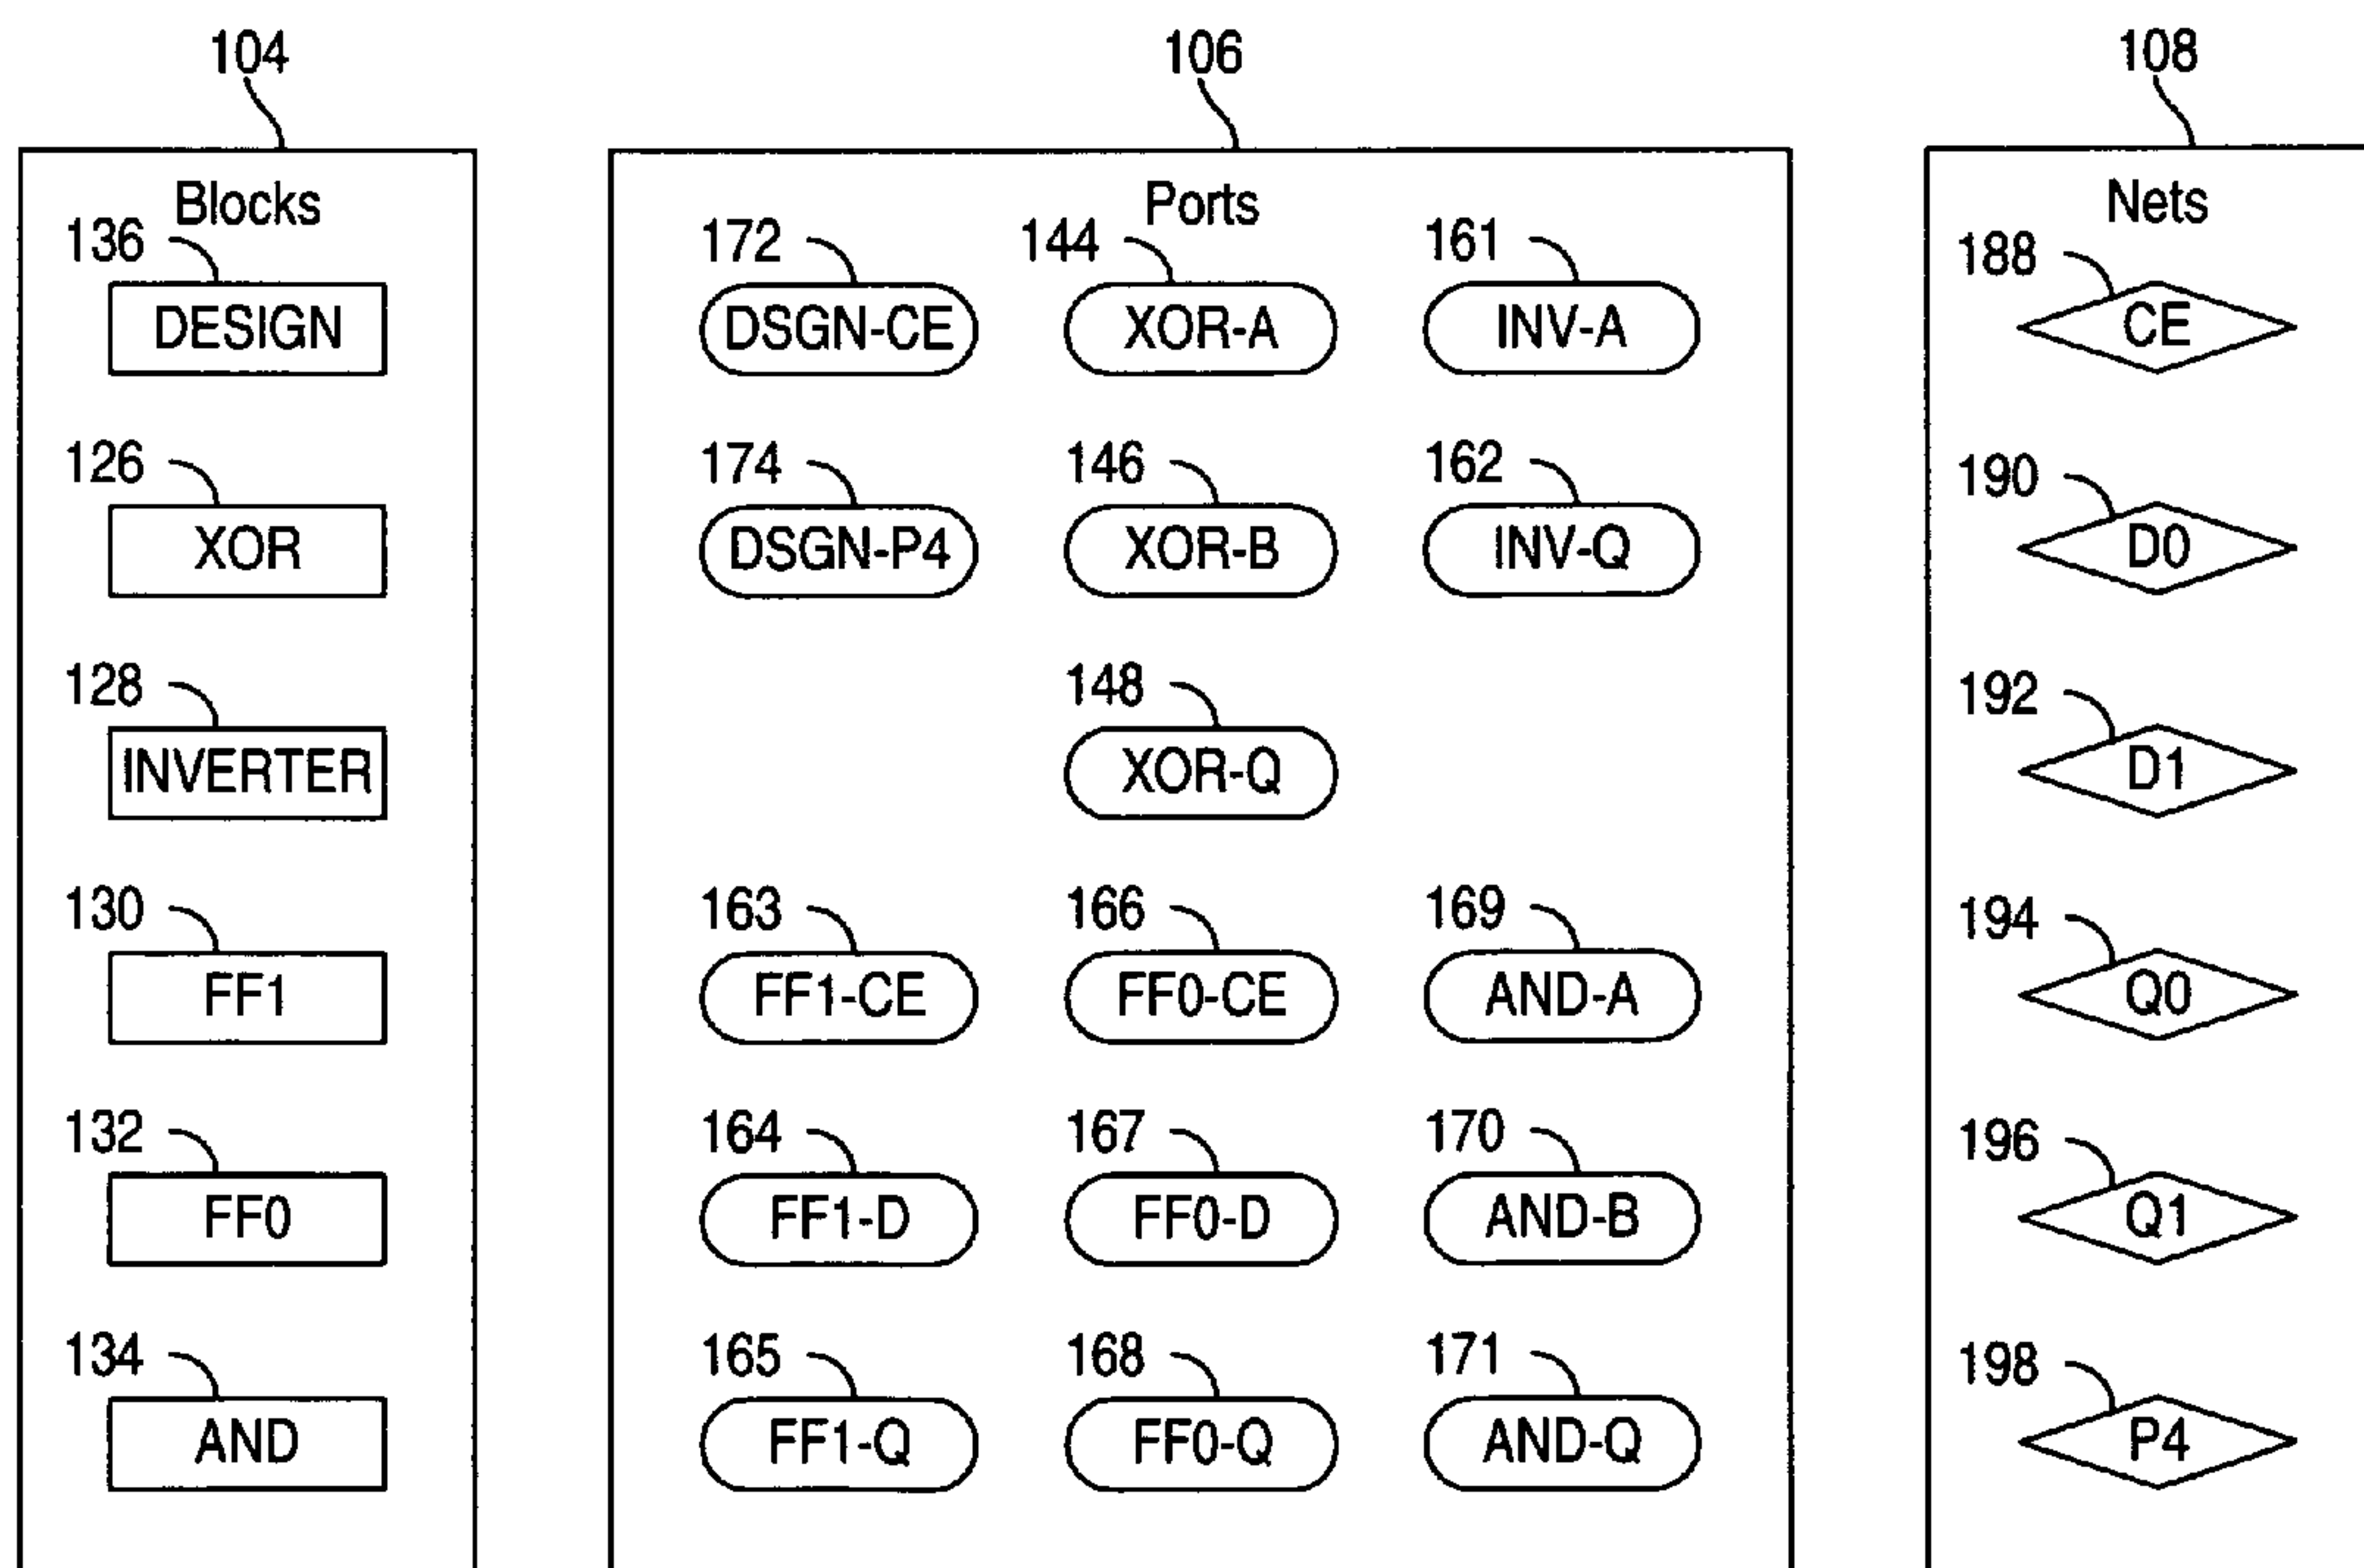 104 106 108
Blocks Ports Nets
136 172 144 161 188
DESIGN DSGN-CE XOR-A INV-A CE
126 174 146 162 190
XOR DSGN-P4 XOR-B INV-Q D0
128 148 192
INVERTER XOR-Q D1
130 163 166 169 194
FF1 FF1-CE FF0-CE AND-A Q0
132 164 167 170 196
FF0 FF1-D FF0-D AND-B Q1
134 165 168 171 198
AND FF1-Q FF0-Q AND-Q P4